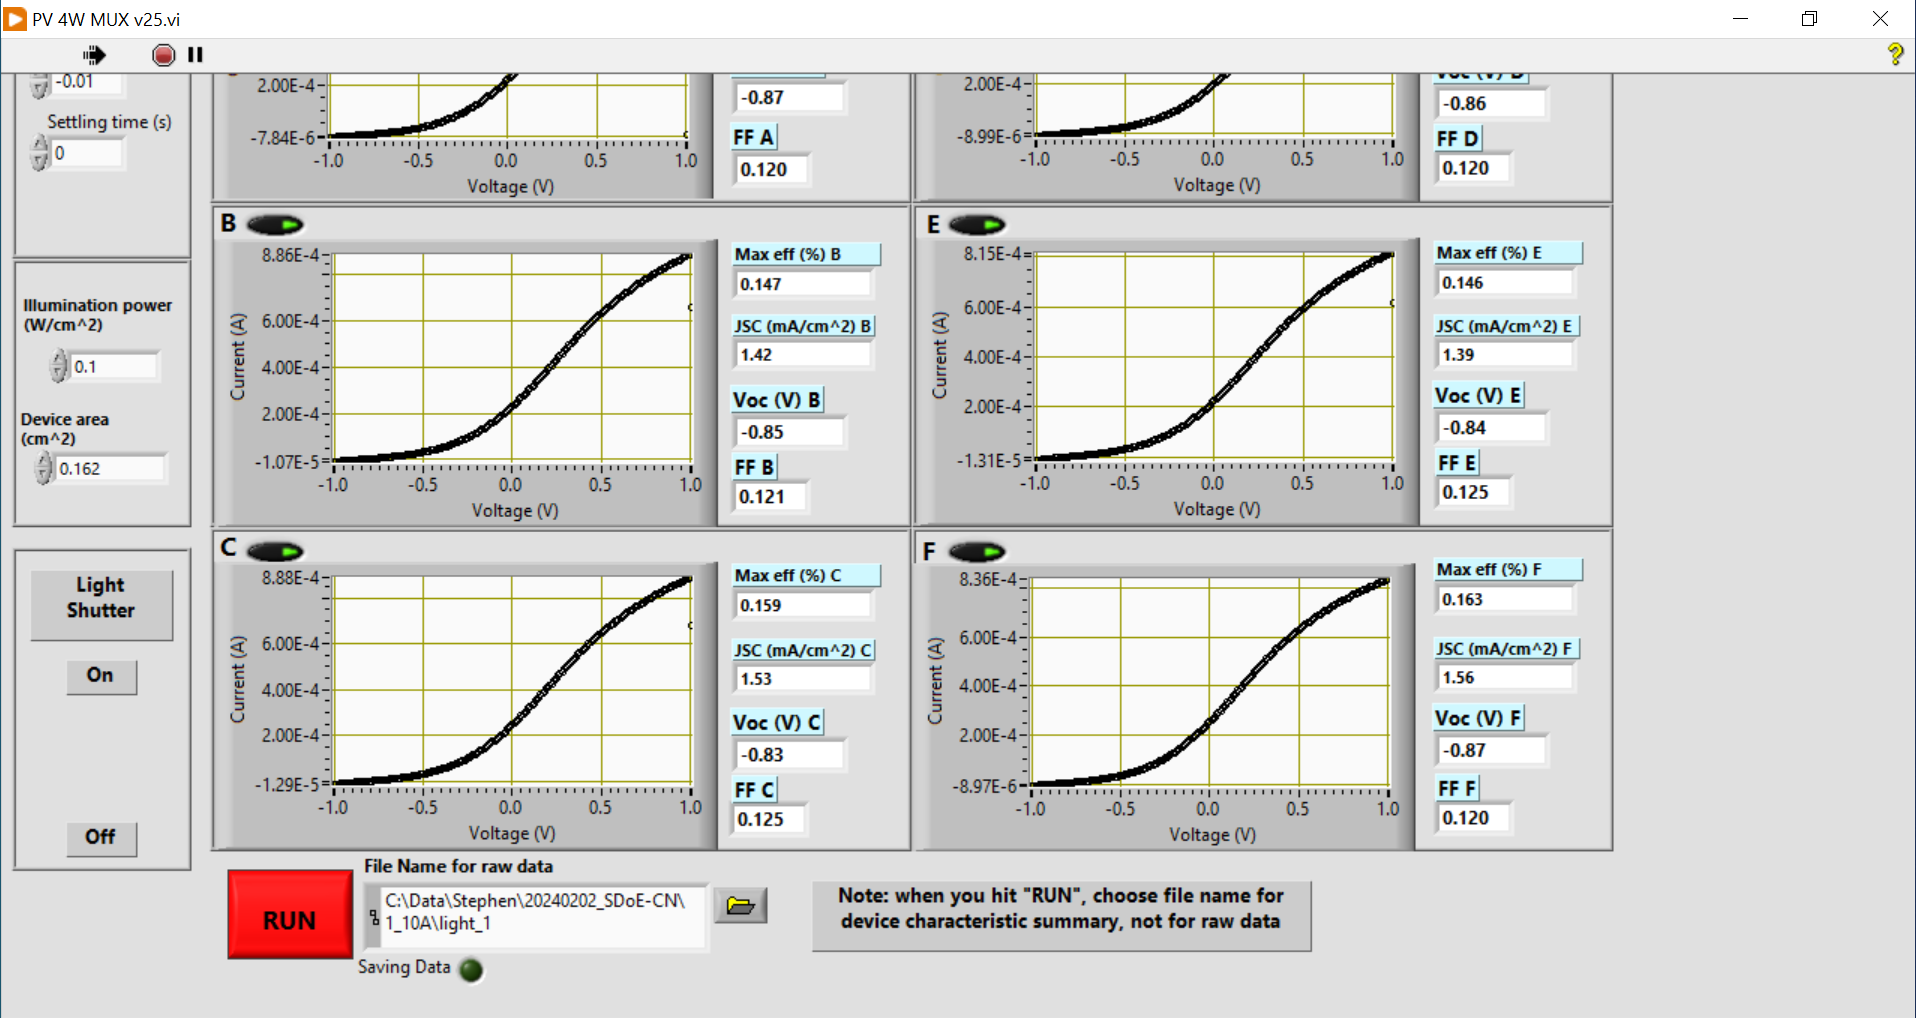 PV 4W MUX v25.vi
-0.01
Settling time (s)
0
Illumination power
(W/cm^2)
0.1
Device area
(cm^2)
0.162
Light
Shutter
On
Off
2.00E-4
-7.84E-6
-1.0 -0.5 0.0 0.5 1.0
Voltage (V)
-0.87
FF A
0.120
2.00E-4
-8.99E-6
-1.0 -0.5 0.0 0.5 1.0
Voltage (V)
Voc (V) D
-0.86
FF D
0.120
B
8.86E-4
6.00E-4
4.00E-4
2.00E-4
-1.07E-5
Current (A)
-1.0 -0.5 0.0 0.5 1.0
Voltage (V)
Max eff (%) B
0.147
JSC (mA/cm^2) B
1.42
Voc (V) B
-0.85
FF B
0.121
E
8.15E-4
6.00E-4
4.00E-4
2.00E-4
-1.31E-5
Current (A)
-1.0 -0.5 0.0 0.5 1.0
Voltage (V)
Max eff (%) E
0.146
JSC (mA/cm^2) E
1.39
Voc (V) E
-0.84
FF E
0.125
C
8.88E-4
6.00E-4
4.00E-4
2.00E-4
-1.29E-5
Current (A)
-1.0 -0.5 0.0 0.5 1.0
Voltage (V)
Max eff (%) C
0.159
JSC (mA/cm^2) C
1.53
Voc (V) C
-0.83
FF C
0.125
F
8.36E-4
6.00E-4
4.00E-4
2.00E-4
-8.97E-6
Current (A)
-1.0 -0.5 0.0 0.5 1.0
Voltage (V)
Max eff (%) F
0.163
JSC (mA/cm^2) F
1.56
Voc (V) F
-0.87
FF F
0.120
RUN
File Name for raw data
C:\Data\Stephen\20240202_SDoE-CN\
1_10A\light_1
Saving Data
Note: when you hit "RUN", choose file name for
device characteristic summary, not for raw data